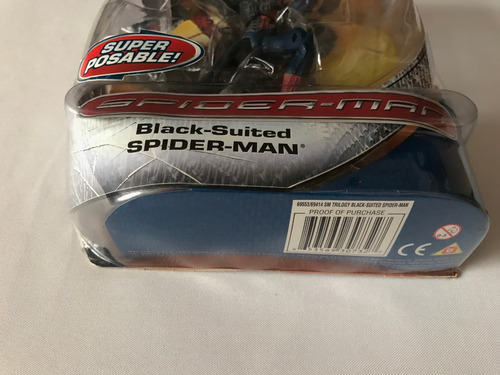 SUPER
POSABLE!
SPIDER-MAN
Black-Suited
SPIDER-MAN®
69553/69414 SM TRILOGY BLACK-SUITED SPIDER-MAN
PROOF OF PURCHASE
CE